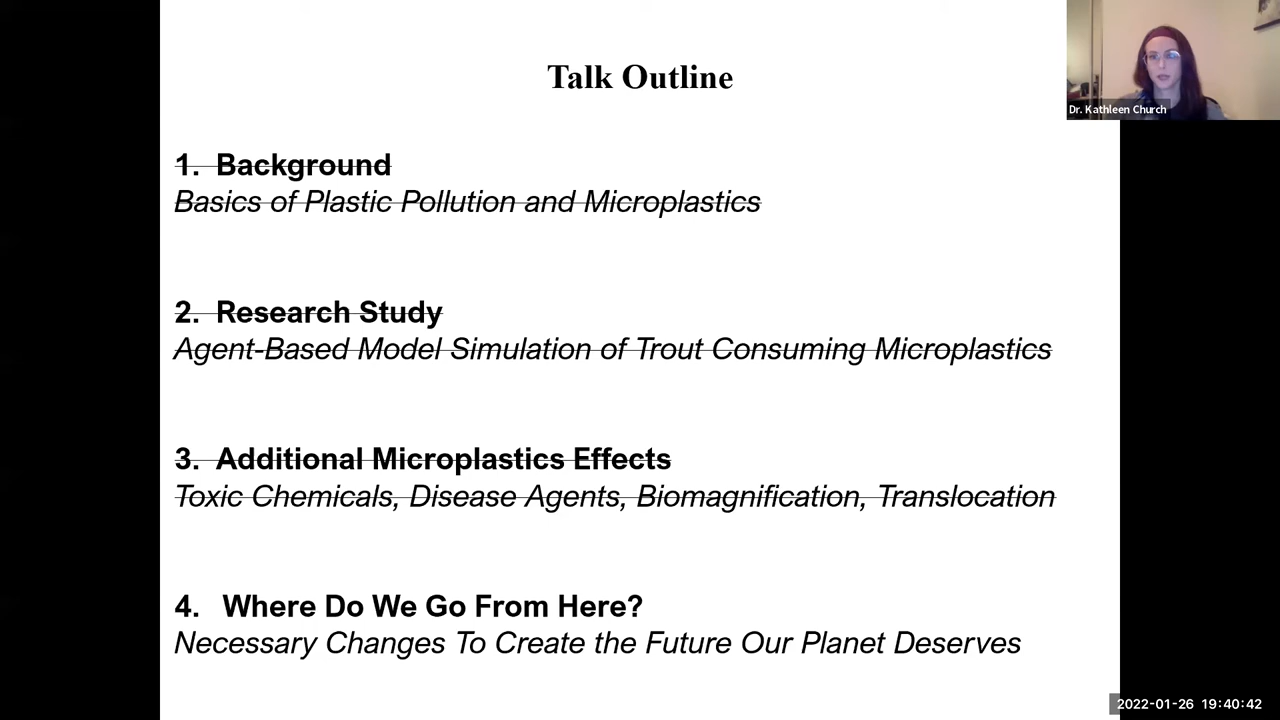 Talk Outline
Dr. Kathleen Church
1. Background
Basics of Plastic Pollution and Microplastics
2. Research Study
Agent-Based Model Simulation of Trout Consuming Microplastics
3. Additional Microplastics Effects
Toxic Chemicals, Disease Agents, Biomagnification, Translocation
4. Where Do We Go From Here?
Necessary Changes To Create the Future Our Planet Deserves
2022-01-26 19:40:42